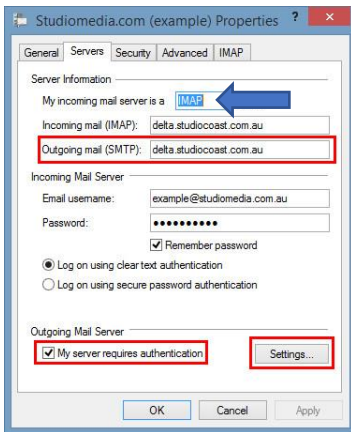 Studiomedia.com (example) Properties ? ×
General Servers Security Advanced IMAP
Server Information
My incoming mail server is a IMAP
Incoming mail (IMAP): delta.studiocoast.com.au
Outgoing mail (SMTP): delta.studiocoast.com.au
Incoming Mail Server
Email username: example@studiomedia.com.au
Password: ●●●●●●●●●●
Remember password
Log on using clear text authentication
Log on using secure password authentication
Outgoing Mail Server
My server requires authentication Settings...
OK Cancel Apply